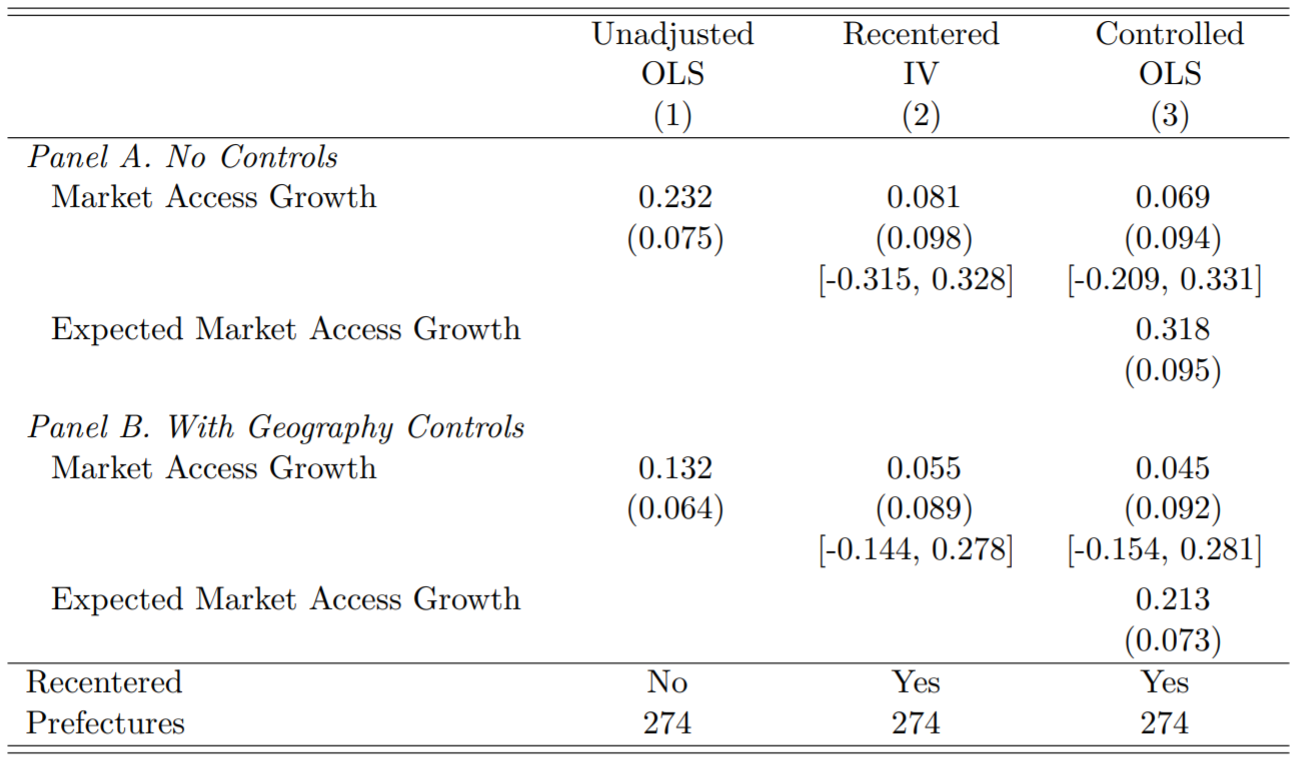 Unadjusted Recentered Controlled
OLS IV OLS
(1) (2) (3)
Panel A. No Controls
Market Access Growth 0.232 0.081 0.069
(0.075) (0.098) (0.094)
[-0.315, 0.328] [-0.209, 0.331]
Expected Market Access Growth 0.318
(0.095)
Panel B. With Geography Controls
Market Access Growth 0.132 0.055 0.045
(0.064) (0.089) (0.092)
[-0.144, 0.278] [-0.154, 0.281]
Expected Market Access Growth 0.213
(0.073)
Recentered No Yes Yes
Prefectures 274 274 274